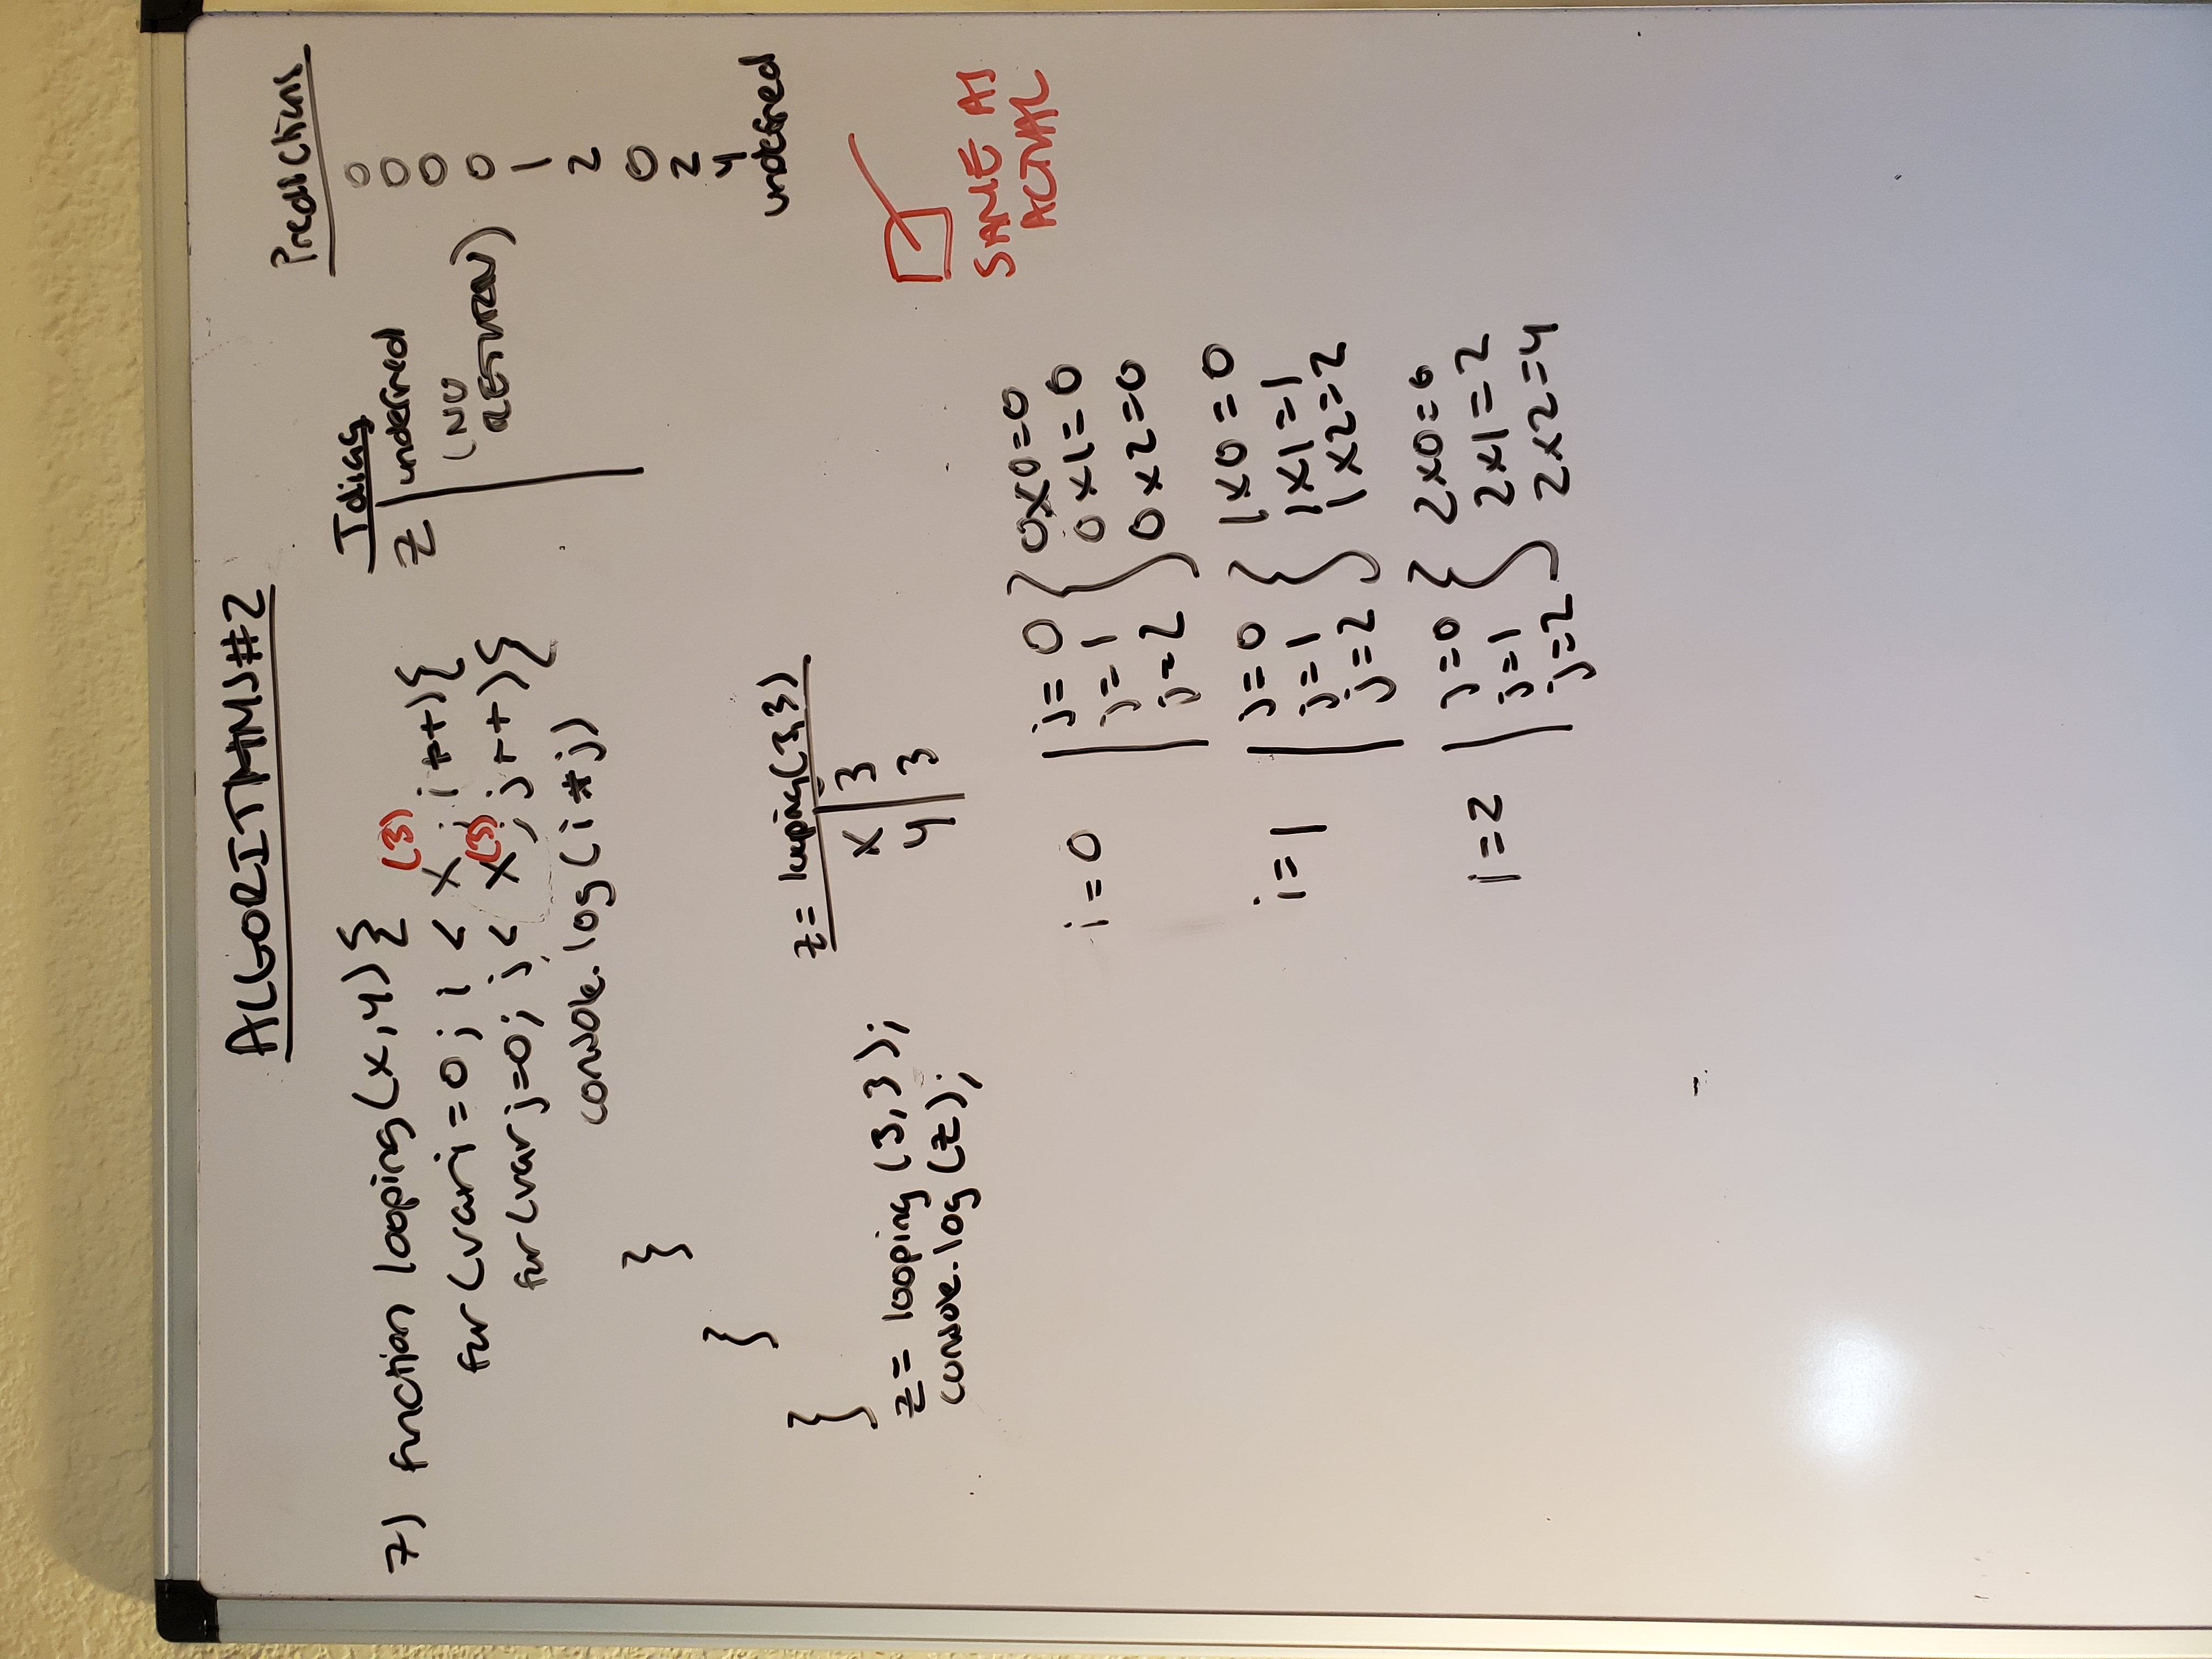 ALGORITHMS #2
7) function looping(x,y){
for(var i=0; i < x (3); i++){
for(var j=0; j < x (3); j++){
console.log(i*j)
}
}
}
z= looping (3,3);
console.log(z);
T diag
z | undefined
(NO
RETURN)
Predictions
0
0
0
0
1
2
0
2
4
undefined
SAME AS
ACTUAL
z= looping(3,3)
x | 3
y | 3
i=0
j=0 0x0=0
j=1 0x1=0
j=2 0x2=0
i=1
j=0 1x0=0
j=1 1x1=1
j=2 1x2=2
i=2
j=0 2x0=0
j=1 2x1=2
j=2 2x2=4